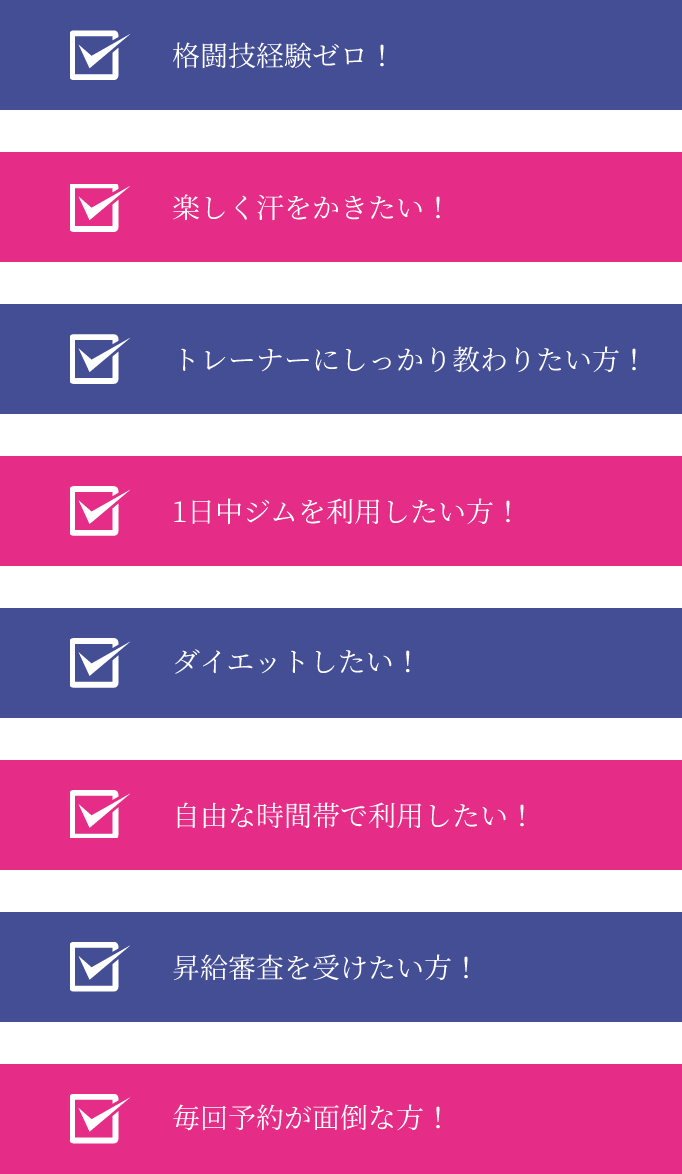 格闘技経験ゼロ！
楽しく汗をかきたい！
トレーナーにしっかり教わりたい方！
1日中ジムを利用したい方！
ダイエットしたい！
自由な時間帯で利用したい！
昇給審査を受けたい方！
毎回予約が面倒な方！